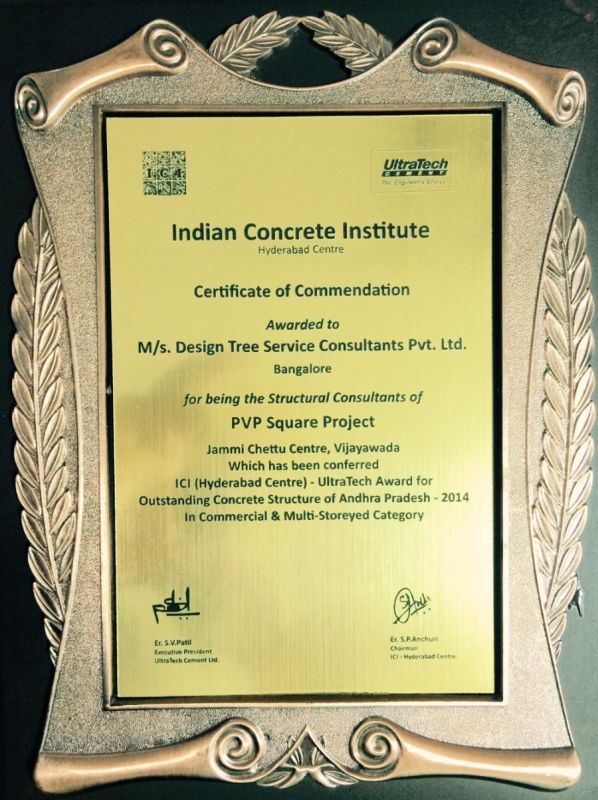 ICI
UltraTech
CEMENT
The Engineer's Choice
Indian Concrete Institute
Hyderabad Centre
Certificate of Commendation
Awarded to
M/s. Design Tree Service Consultants Pvt. Ltd.
Bangalore
for being the Structural Consultants of
PVP Square Project
Jammi Chettu Centre, Vijayawada
Which has been conferred
ICI (Hyderabad Centre) - UltraTech Award for
Outstanding Concrete Structure of Andhra Pradesh - 2014
In Commercial & Multi-Storeyed Category
Er. S.V.Patil
Executive President
UltraTech Cement Ltd.
Er. S.P.Anchuri
Chairman
ICI - Hyderabad Centre.